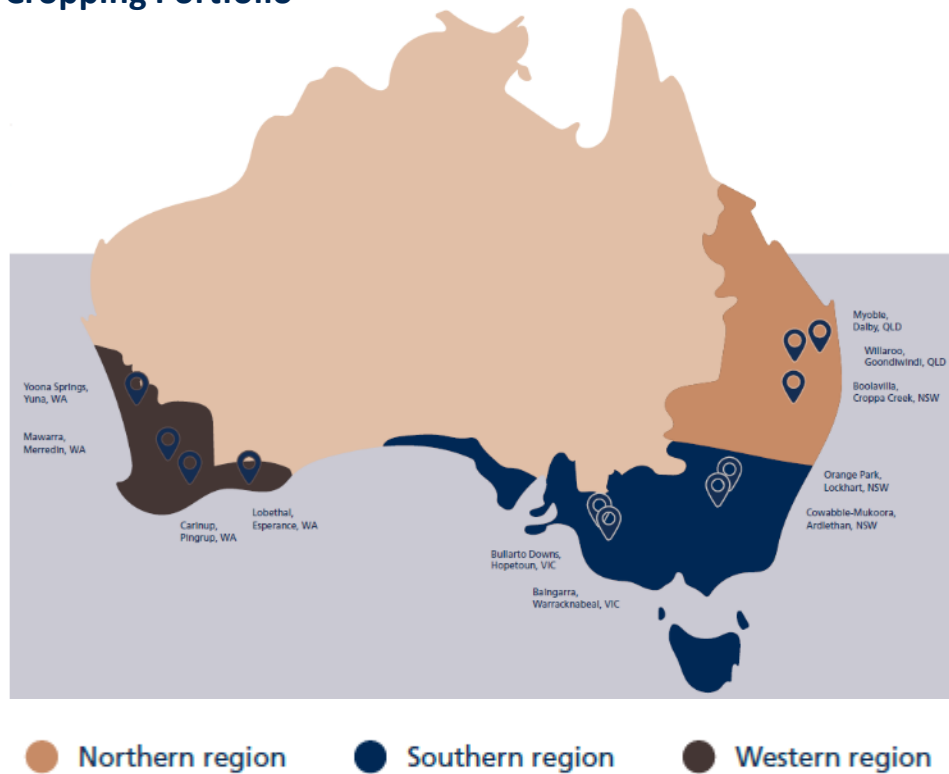 Cropping Portfolio
Myoble,
Dalby, QLD
Willaroo,
Goondiwindi, QLD
Boolavilla,
Croppa Creek, NSW
Yoona Springs,
Yuna, WA
Mawarra,
Merredin, WA
Carinup,
Pingrup, WA
Lobethal,
Esperance, WA
Orange Park,
Lockhart, NSW
Cowabbie-Mukoora,
Ardlethan, NSW
Bullarto Downs,
Hopetoun, VIC
Baingarra,
Warracknabeal, VIC
Northern region
Southern region
Western region